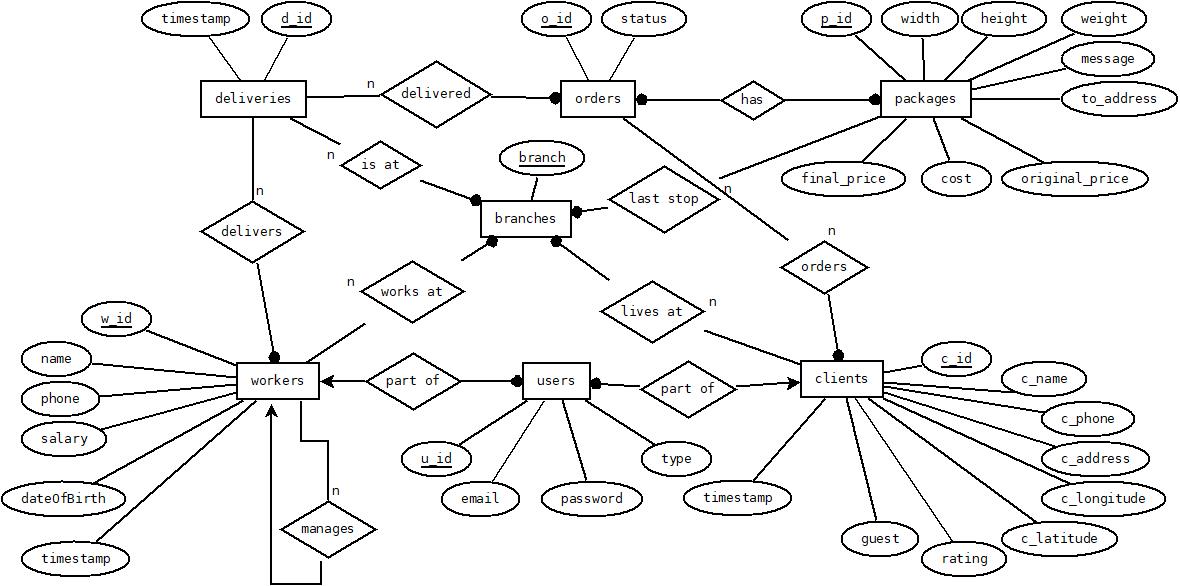 timestamp
d_id
o_id
status
p_id
width
height
weight
message
to_address
deliveries
n
delivered
orders
has
packages
n
is at
branch
final_price
cost
original_price
n
last stop
n
branches
delivers
n
orders
n
works at
n
lives at
w_id
name
phone
salary
dateOfBirth
timestamp
workers
part of
users
part of
clients
c_id
c_name
c_phone
c_address
c_longitude
c_latitude
rating
guest
timestamp
u_id
email
password
type
n
manages